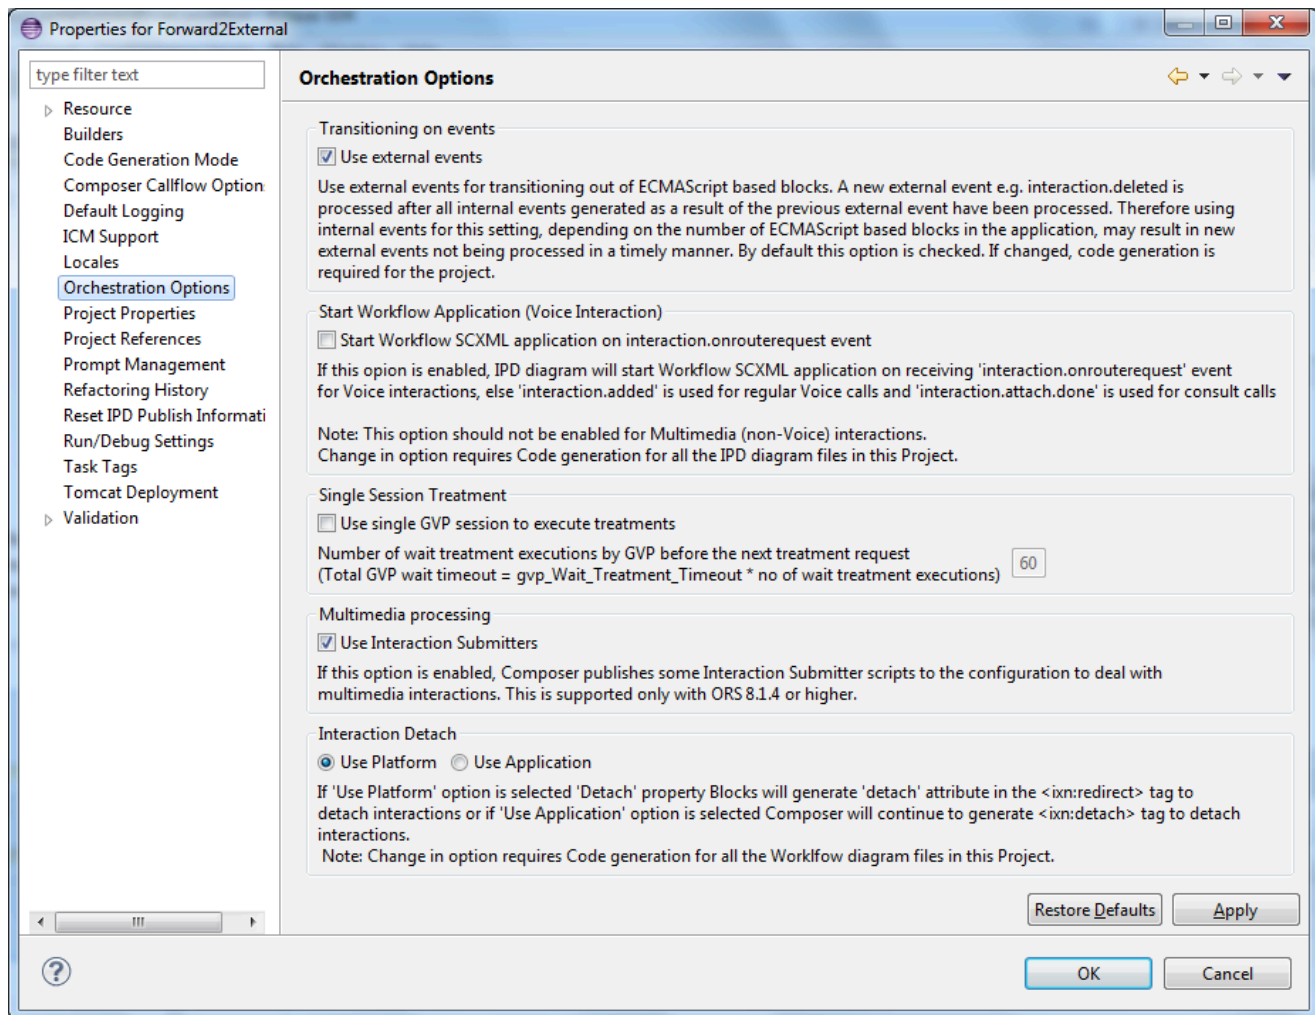 Properties for Forward2External
type filter text
Resource
Builders
Code Generation Mode
Composer Callflow Option
Default Logging
ICM Support
Locales
Orchestration Options
Project Properties
Project References
Prompt Management
Refactoring History
Reset IPD Publish Informati
Run/Debug Settings
Task Tags
Tomcat Deployment
Validation
Orchestration Options
Transitioning on events
Use external events
Use external events for transitioning out of ECMAScript based blocks. A new external event e.g. interaction.deleted is
processed after all internal events generated as a result of the previous external event have been processed. Therefore using
internal events for this setting, depending on the number of ECMAScript based blocks in the application, may result in new
external events not being processed in a timely manner. By default this option is checked. If changed, code generation is
required for the project.
Start Workflow Application (Voice Interaction)
Start Workflow SCXML application on interaction.onrouterequest event
If this opion is enabled, IPD diagram will start Workflow SCXML application on receiving 'interaction.onrouterequest' event
for Voice interactions, else 'interaction.added' is used for regular Voice calls and 'interaction.attach.done' is used for consult calls
Note: This option should not be enabled for Multimedia (non-Voice) interactions.
Change in option requires Code generation for all the IPD diagram files in this Project.
Single Session Treatment
Use single GVP session to execute treatments
Number of wait treatment executions by GVP before the next treatment request
(Total GVP wait timeout = gvp_Wait_Treatment_Timeout * no of wait treatment executions)
60
Multimedia processing
Use Interaction Submitters
If this option is enabled, Composer publishes some Interaction Submitter scripts to the configuration to deal with
multimedia interactions. This is supported only with ORS 8.1.4 or higher.
Interaction Detach
Use Platform Use Application
If 'Use Platform' option is selected 'Detach' property Blocks will generate 'detach' attribute in the <ixn:redirect> tag to
detach interactions or if 'Use Application' option is selected Composer will continue to generate <ixn:detach> tag to detach
interactions.
Note: Change in option requires Code generation for all the Worklfow diagram files in this Project.
Restore Defaults Apply
OK Cancel